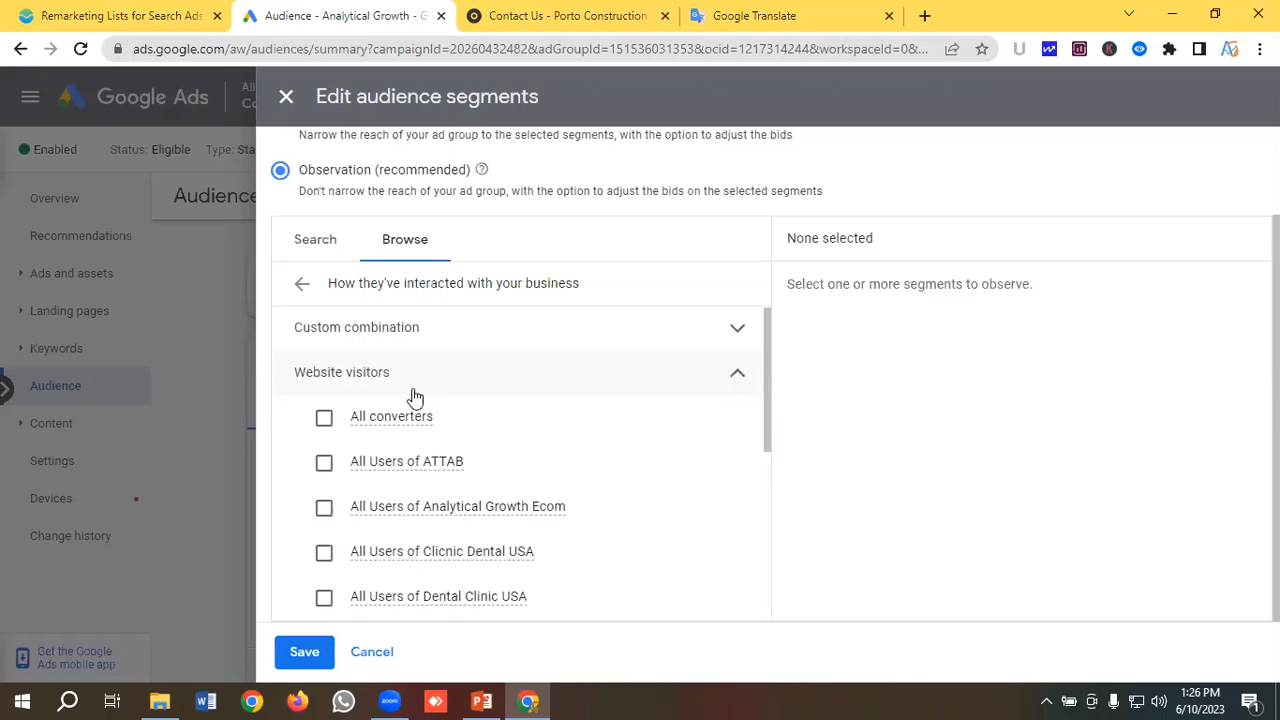 Remarketing Lists for Search Ads
Audience - Analytical Growth - G
Contact Us - Porto Construction
Google Translate
ads.google.com/aw/audiences/summary?campaignId=20260432482&adGroupId=151536031353&ocid=1217314244&workspaceId=0&...
Google Ads
Edit audience segments
Narrow the reach of your ad group to the selected segments, with the option to adjust the bids
Enabled
Status: Eligible
Observation (recommended)
Don't narrow the reach of your ad group, with the option to adjust the bids on the selected segments
Overview
Audience
Recommendations
Ads and assets
Landing pages
Keywords
Audience
Content
Settings
Devices
Change history
Get the Google
Ads mobile app
Search
Browse
None selected
How they've interacted with your business
Select one or more segments to observe.
Custom combination
Website visitors
All converters
All Users of ATTAB
All Users of Analytical Growth Ecom
All Users of Clicnic Dental USA
All Users of Dental Clinic USA
Save
Cancel
zoom
1:26 PM
6/10/2023